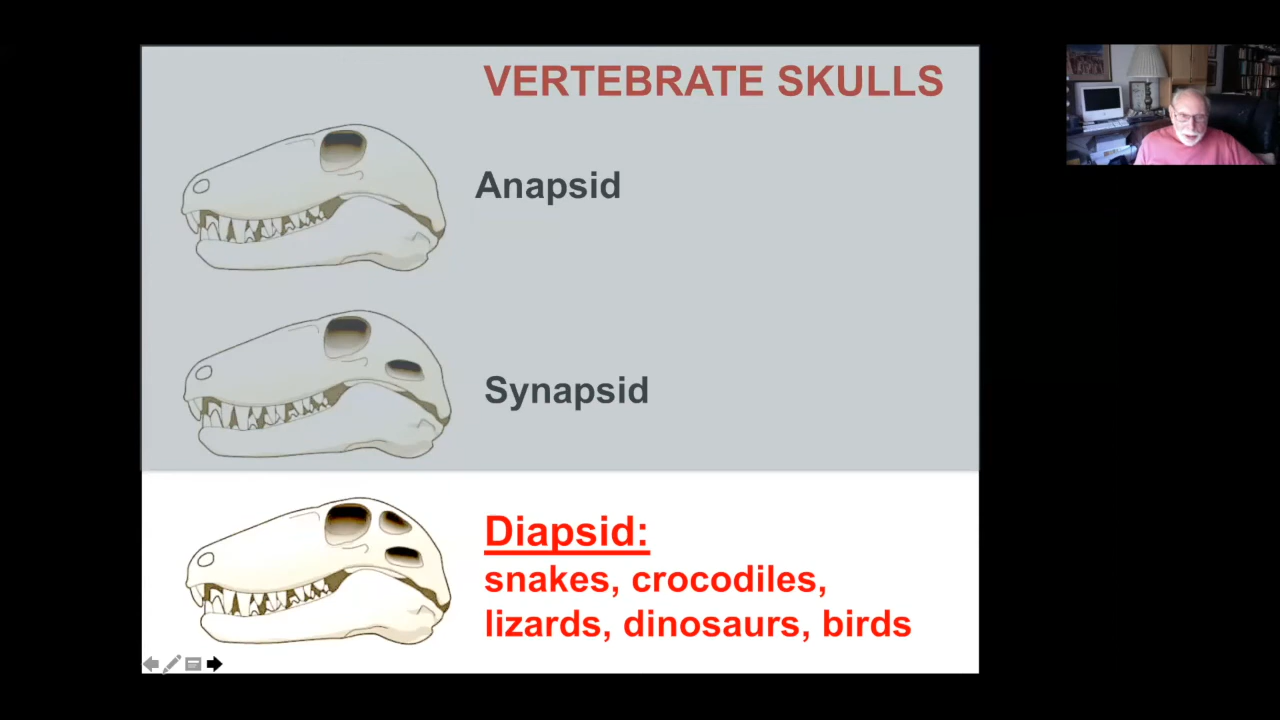 VERTEBRATE SKULLS
Anapsid
Synapsid
Diapsid:
snakes, crocodiles,
lizards, dinosaurs, birds